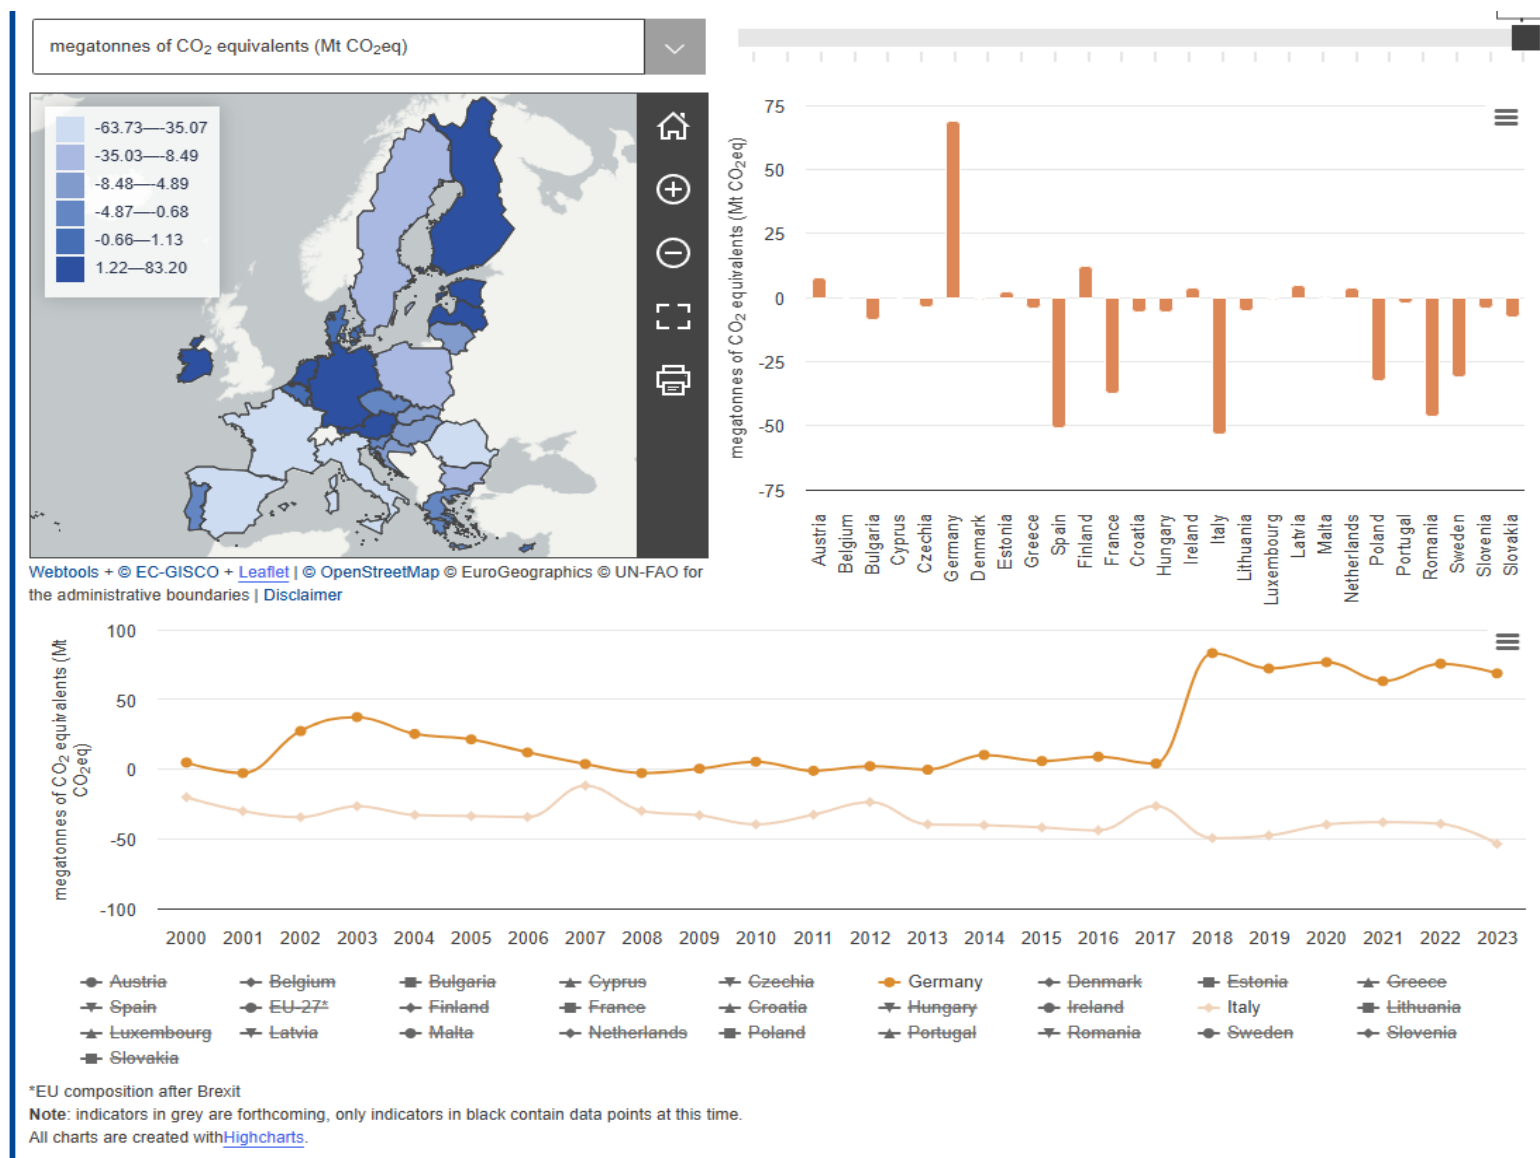 megatonnes of CO₂ equivalents (Mt CO₂eq)
-63.73—-35.07
-35.03—-8.49
-8.48—-4.89
-4.87—-0.68
-0.66—1.13
1.22—83.20
Webtools + © EC-GISCO + Leaflet | © OpenStreetMap © EuroGeographics © UN-FAO for
the administrative boundaries | Disclaimer
megatonnes of CO₂ equivalents (Mt CO₂eq)
75
50
25
0
-25
-50
-75
Austria
Belgium
Bulgaria
Cyprus
Czechia
Germany
Denmark
Estonia
Greece
Spain
Finland
France
Croatia
Hungary
Ireland
Italy
Lithuania
Luxembourg
Latvia
Malta
Netherlands
Poland
Portugal
Romania
Sweden
Slovenia
Slovakia
megatonnes of CO₂ equivalents (Mt
CO₂eq)
100
50
0
-50
-100
2000 2001 2002 2003 2004 2005 2006 2007 2008 2009 2010 2011 2012 2013 2014 2015 2016 2017 2018 2019 2020 2021 2022 2023
Austria Belgium Bulgaria Cyprus Czechia Germany Denmark Estonia Greece
Spain EU-27* Finland France Croatia Hungary Ireland Italy Lithuania
Luxembourg Latvia Malta Netherlands Poland Portugal Romania Sweden Slovenia
Slovakia
*EU composition after Brexit
Note: indicators in grey are forthcoming, only indicators in black contain data points at this time.
All charts are created withHighcharts.